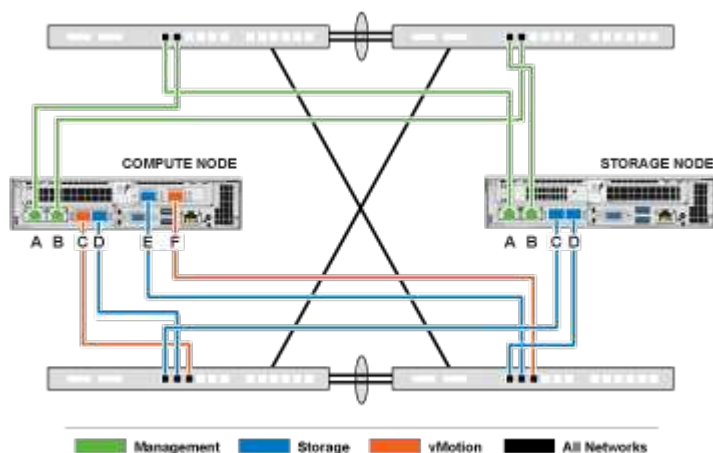 COMPUTE NODE
STORAGE NODE
A B C D E F
A B C D
Management Storage vMotion All Networks